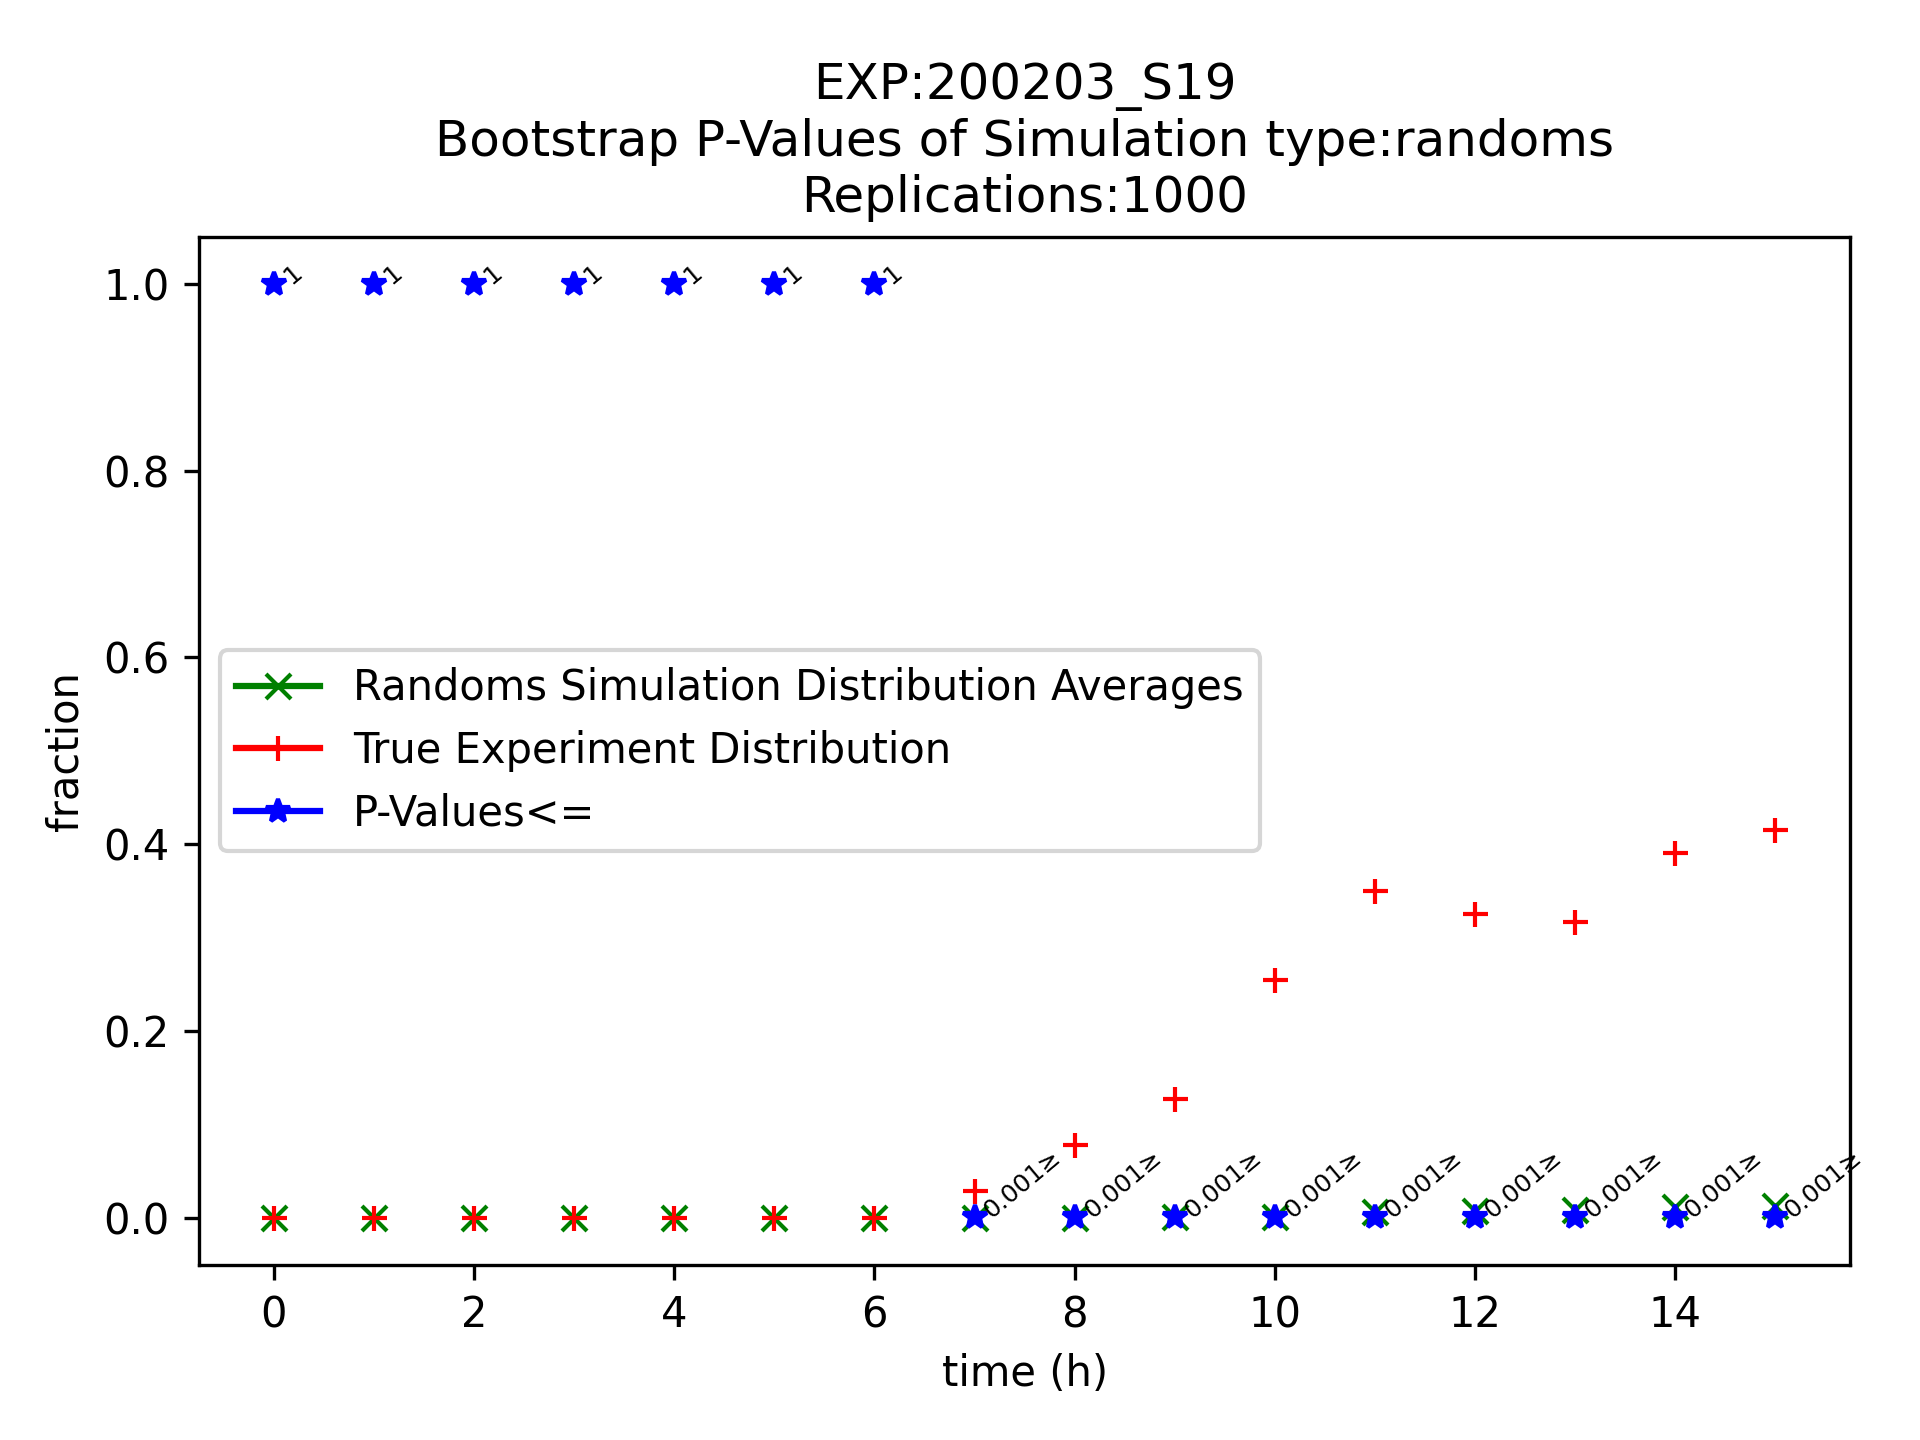 EXP:200203_S19
Bootstrap P-Values of Simulation type:randoms
Replications:1000
1.0
0.8
0.6
0.4
0.2
0.0
fraction
1 1 1 1 1 1 1
Randoms Simulation Distribution Averages
True Experiment Distribution
P-Values<=
0.001≥ 0.001≥ 0.001≥ 0.001≥ 0.001≥ 0.001≥ 0.001≥ 0.001≥ 0.001≥
0 2 4 6 8 10 12 14
time (h)